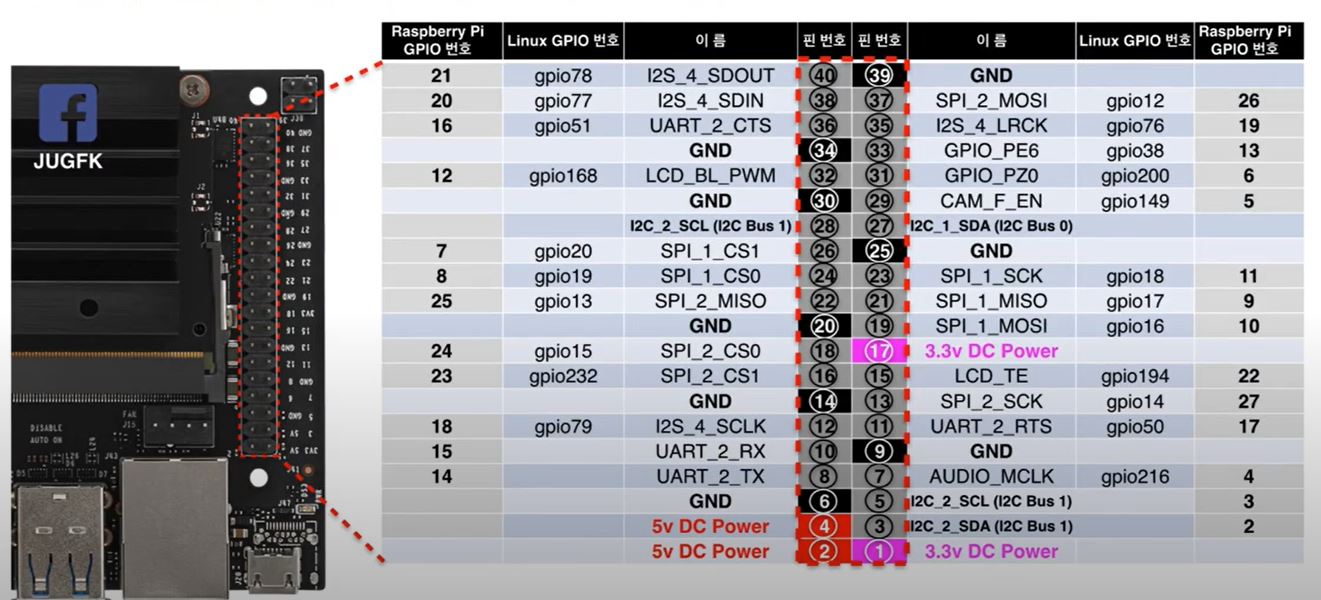 JUGFK
Raspberry Pi GPIO 번호 Linux GPIO 번호 이 름 핀 번호 핀 번호 이 름 Linux GPIO 번호 Raspberry Pi GPIO 번호
21 gpio78 I2S_4_SDOUT 40 39 GND
20 gpio77 I2S_4_SDIN 38 37 SPI_2_MOSI gpio12 26
16 gpio51 UART_2_CTS 36 35 I2S_4_LRCK gpio76 19
GND 34 33 GPIO_PE6 gpio38 13
12 gpio168 LCD_BL_PWM 32 31 GPIO_PZ0 gpio200 6
GND 30 29 CAM_F_EN gpio149 5
I2C_2_SCL (I2C Bus 1) 28 27 I2C_1_SDA (I2C Bus 0)
7 gpio20 SPI_1_CS1 26 25 GND
8 gpio19 SPI_1_CS0 24 23 SPI_1_SCK gpio18 11
25 gpio13 SPI_2_MISO 22 21 SPI_1_MISO gpio17 9
GND 20 19 SPI_1_MOSI gpio16 10
24 gpio15 SPI_2_CS0 18 17 3.3v DC Power
23 gpio232 SPI_2_CS1 16 15 LCD_TE gpio194 22
GND 14 13 SPI_2_SCK gpio14 27
18 gpio79 I2S_4_SCLK 12 11 UART_2_RTS gpio50 17
15 UART_2_RX 10 9 GND
14 UART_2_TX 8 7 AUDIO_MCLK gpio216 4
GND 6 5 I2C_2_SCL (I2C Bus 1) 3
5v DC Power 4 3 I2C_2_SDA (I2C Bus 1) 2
5v DC Power 2 1 3.3v DC Power
J1
J2
FAN
J15
DISABLE
AUTO ON